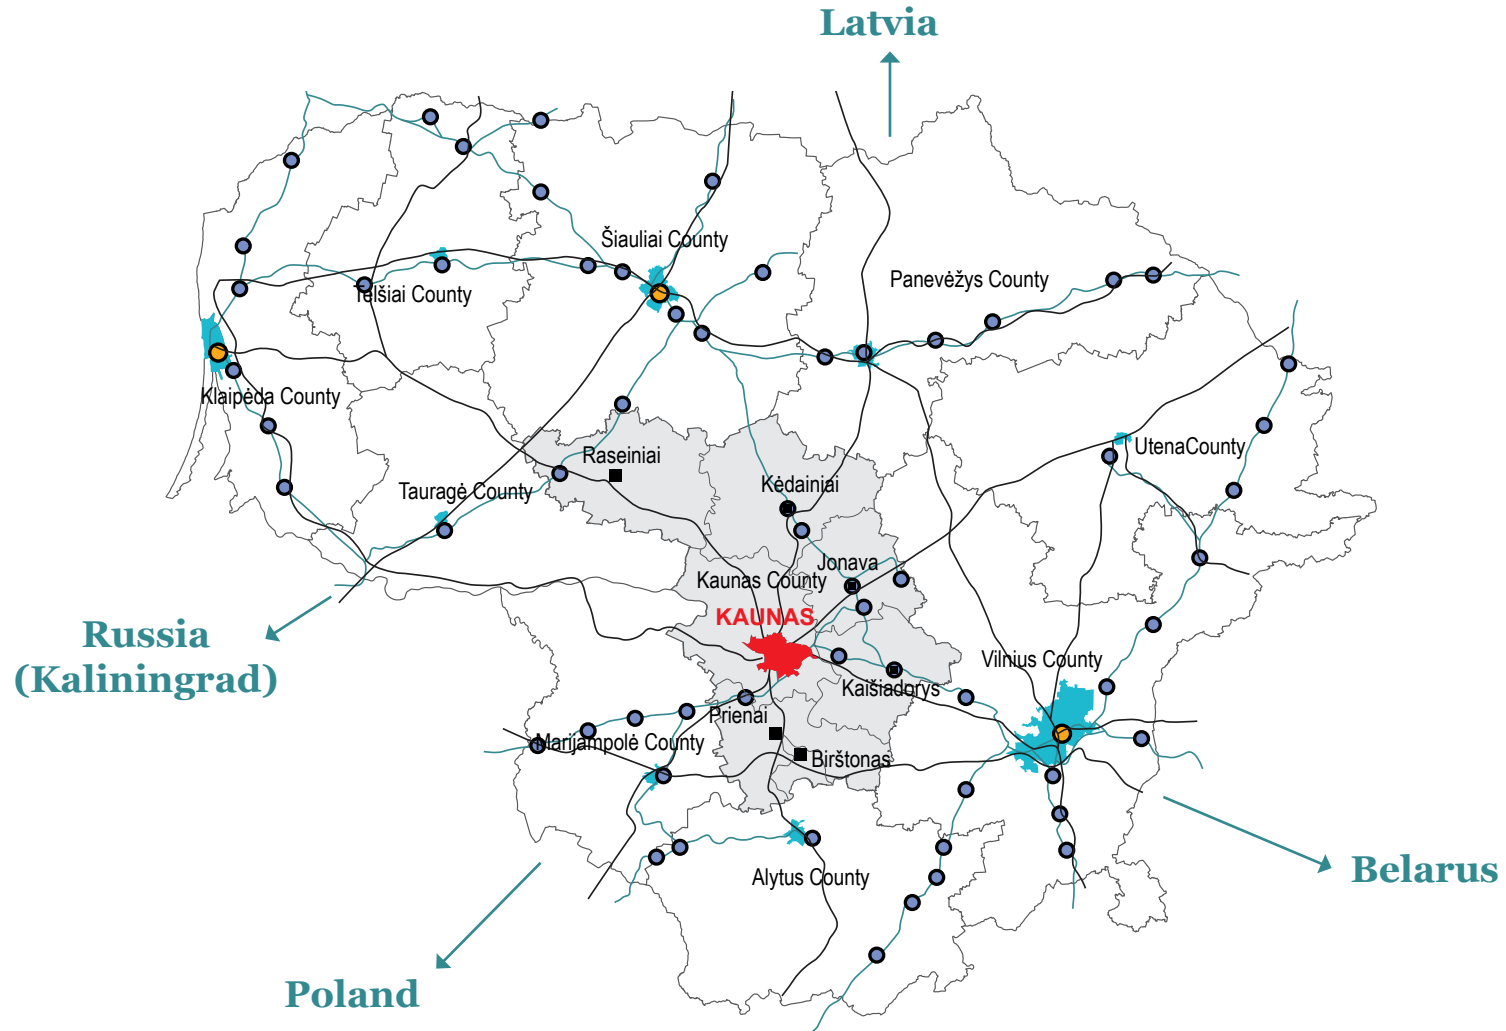 Latvia
Šiauliai County
Panevėžys County
Telšiai County
Klaipėda County
UtenaCounty
Raseiniai
Tauragė County
Kėdainiai
Jonava
Kaunas County
KAUNAS
Russia
(Kaliningrad)
Vilnius County
Kaišiadorys
Prienai
Marijampolė County
Birštonas
Alytus County
Belarus
Poland